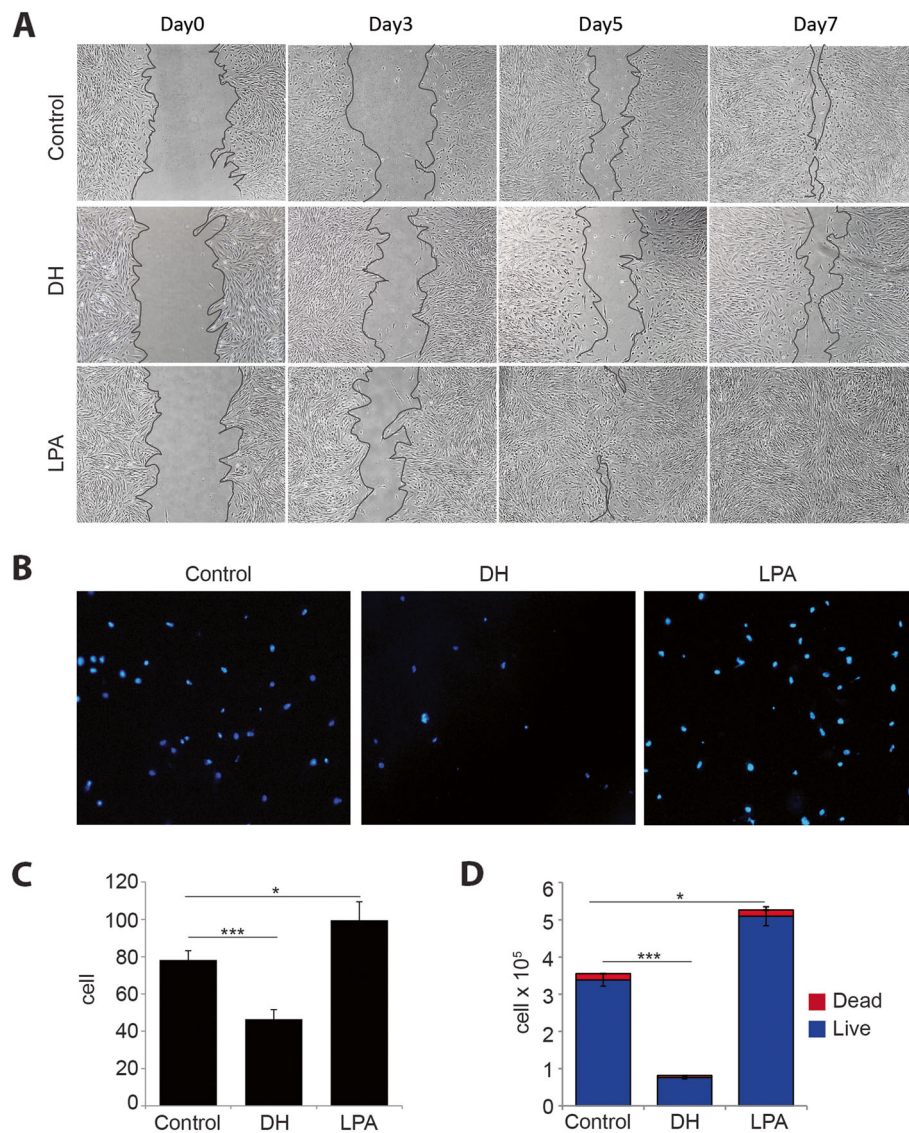 A
Day0 Day3 Day5 Day7
Control
DH
LPA
B
Control DH LPA
C
120
100
80
60
40
20
0
cell
*
***
Control DH LPA
D
6
5
4
3
2
1
0
cell x 10⁵
*
***
Dead
Live
Control DH LPA